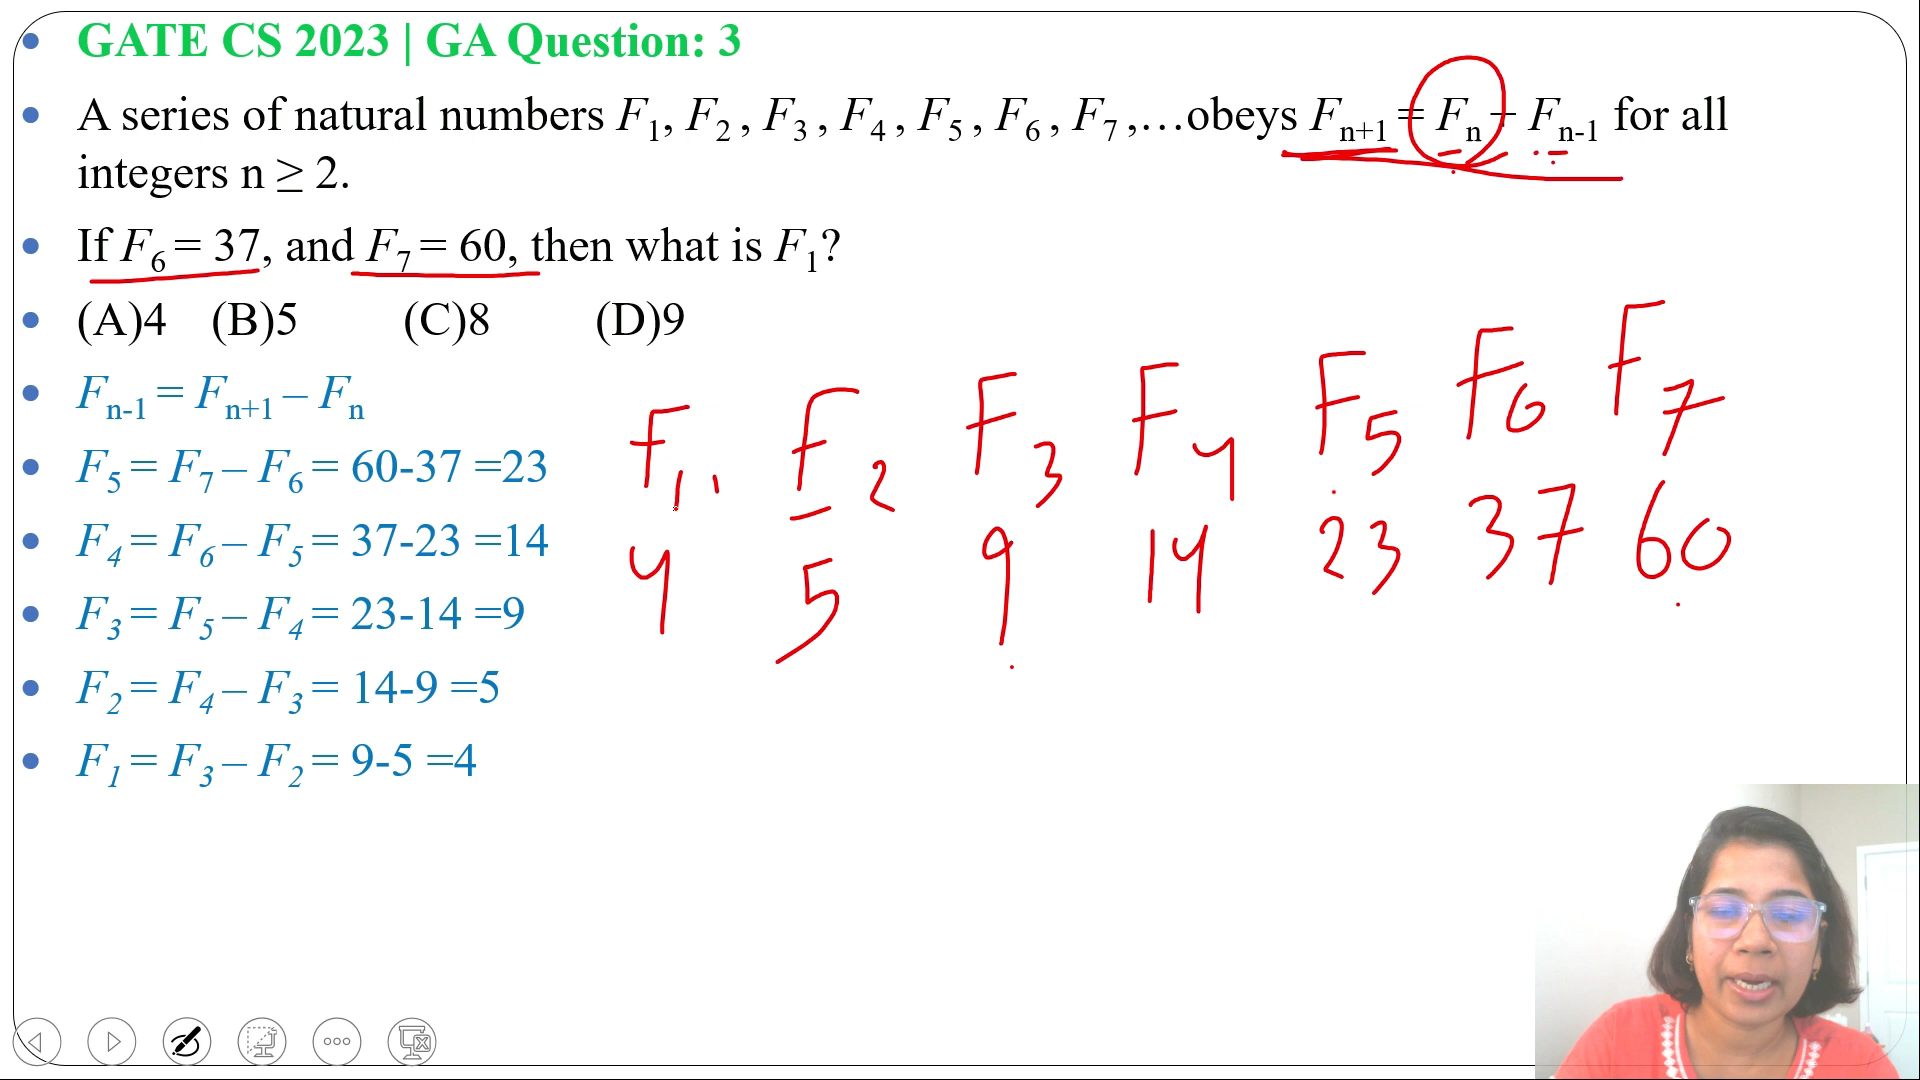 GATE CS 2023 | GA Question: 3
A series of natural numbers F1, F2 , F3 , F4 , F5 , F6 , F7 ,…obeys Fn+1 = Fn + Fn-1 for all
integers n ≥ 2.
If F6 = 37, and F7 = 60, then what is F1?
(A)4 (B)5 (C)8 (D)9
Fn-1 = Fn+1 – Fn
F5 = F7 – F6 = 60-37 =23
F4 = F6 – F5 = 37-23 =14
F3 = F5 – F4 = 23-14 =9
F2 = F4 – F3 = 14-9 =5
F1 = F3 – F2 = 9-5 =4
F1, F2 F3 F4 F5 F6 F7
4 5 9 14 23 37 60